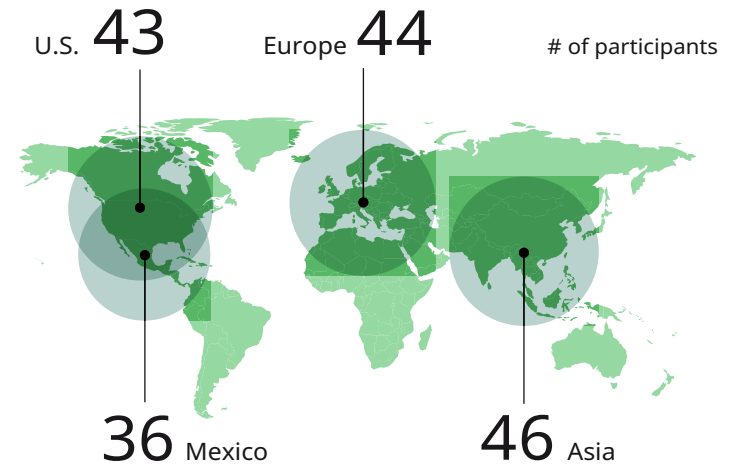 U.S. 43
Europe 44
# of participants
36 Mexico
46 Asia